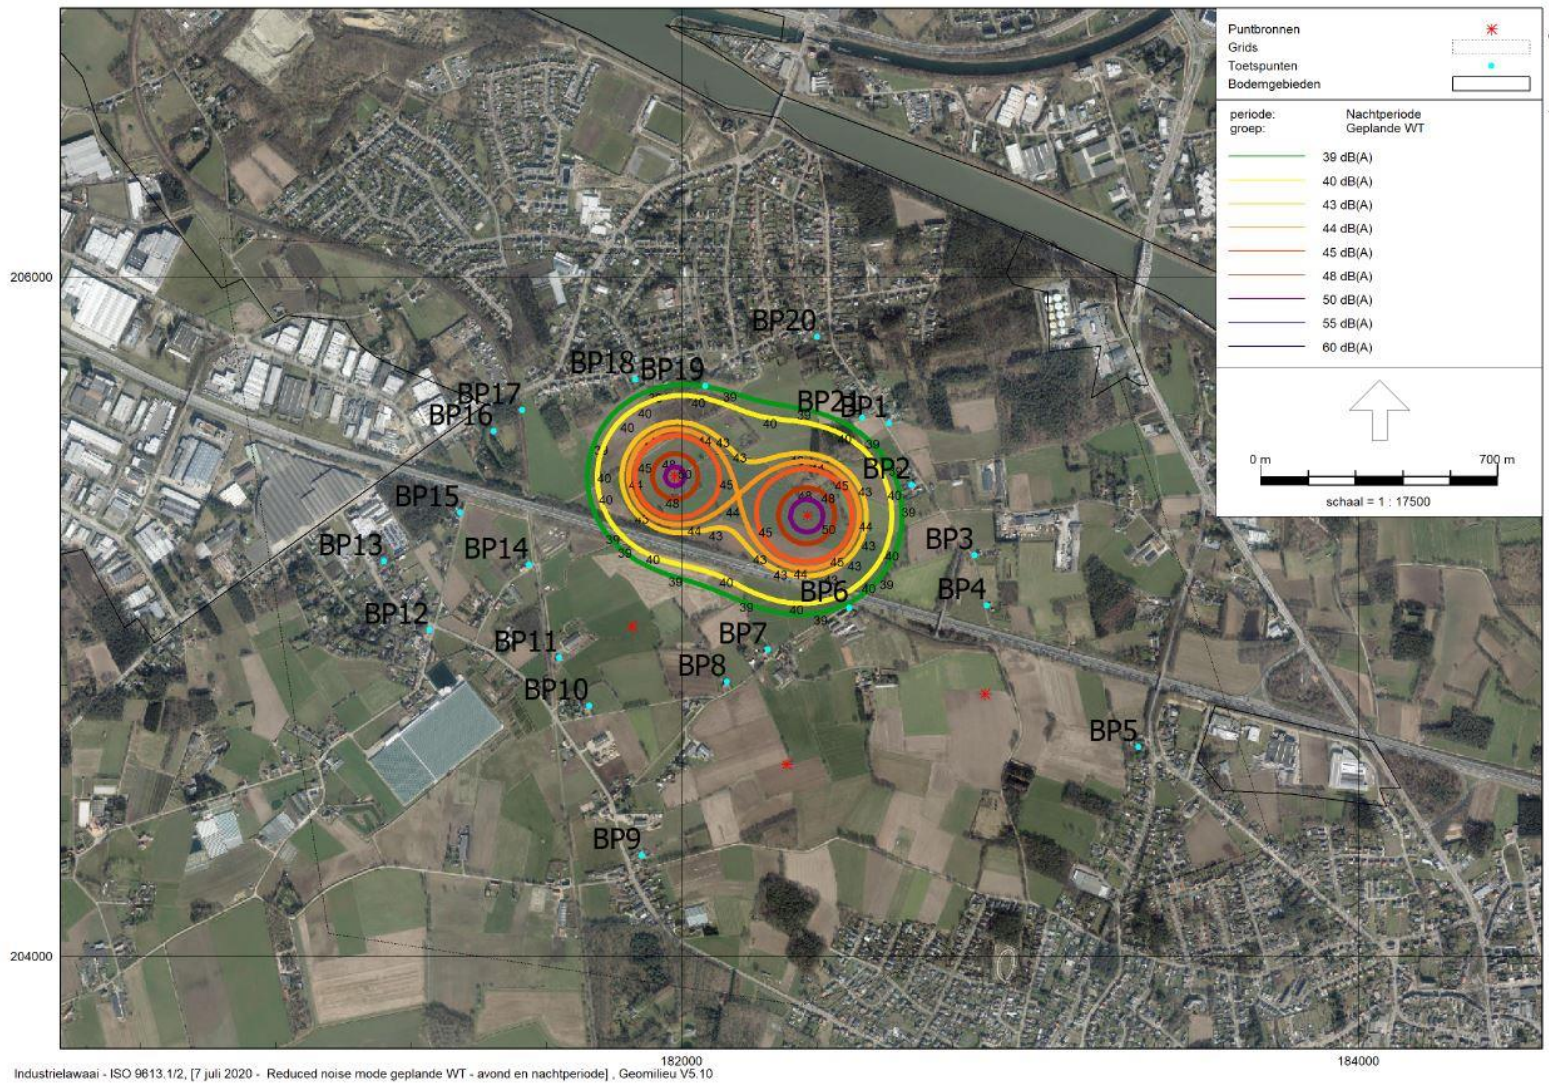 Puntbronnen
Grids
Toetspunten
Bodemgebieden
periode: Nachtperiode
groep: Geplande WT
39 dB(A)
40 dB(A)
43 dB(A)
44 dB(A)
45 dB(A)
48 dB(A)
50 dB(A)
55 dB(A)
60 dB(A)
0 m 700 m
schaal = 1 : 17500
206000
BP20
BP18 BP19
BP17
BP16
BP21
BP1
BP2
BP15
BP13
BP14
BP3
BP4
BP6
BP12
BP11
BP7
BP8
BP10
BP5
BP9
204000
182000 184000
Industrielawaai - ISO 9613.1/2, [7 juli 2020 - Reduced noise mode geplande WT - avond en nachtperiode] , Geomilieu V5.10